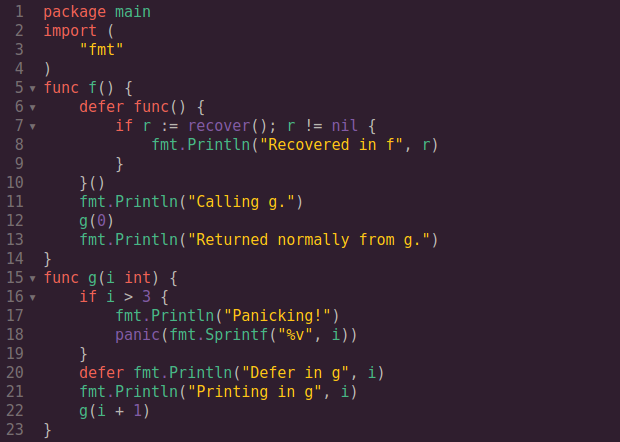 1 package main
2 import (
3     "fmt"
4 )
5 func f() {
6     defer func() {
7         if r := recover(); r != nil {
8             fmt.Println("Recovered in f", r)
9         }
10     }()
11     fmt.Println("Calling g.")
12     g(0)
13     fmt.Println("Returned normally from g.")
14 }
15 func g(i int) {
16     if i > 3 {
17         fmt.Println("Panicking!")
18         panic(fmt.Sprintf("%v", i))
19     }
20     defer fmt.Println("Defer in g", i)
21     fmt.Println("Printing in g", i)
22     g(i + 1)
23 }